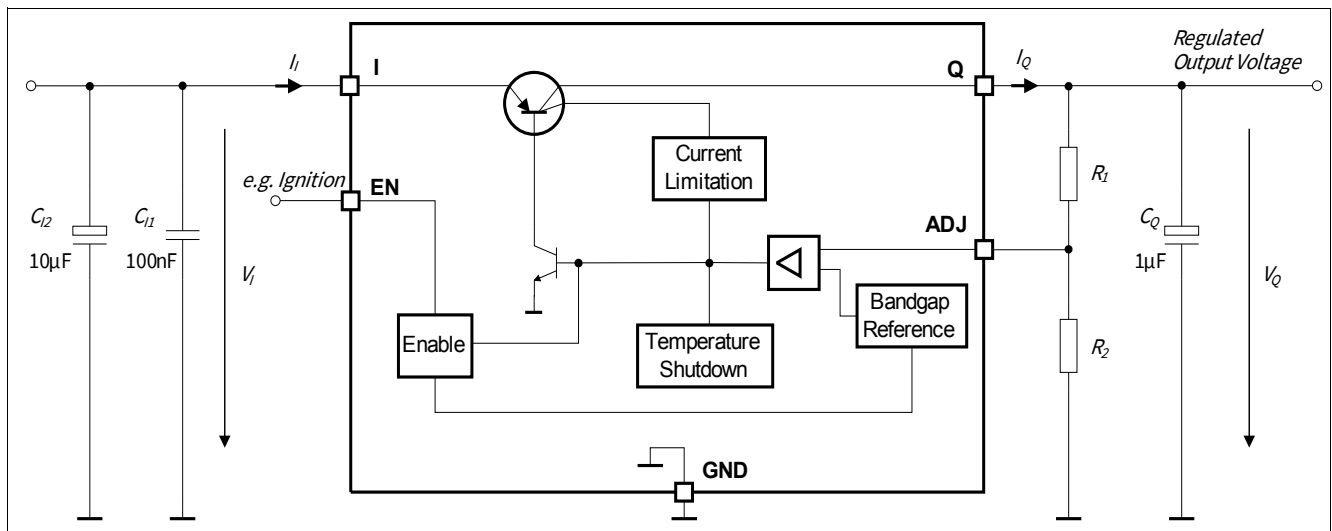 Regulated
Output Voltage
I_I
I
Q
I_Q
Current
Limitation
e.g. Ignition
EN
R_1
C_I2
10µF
C_I1
100nF
V_I
ADJ
C_Q
1µF
V_Q
Bandgap
Reference
Enable
Temperature
Shutdown
R_2
GND